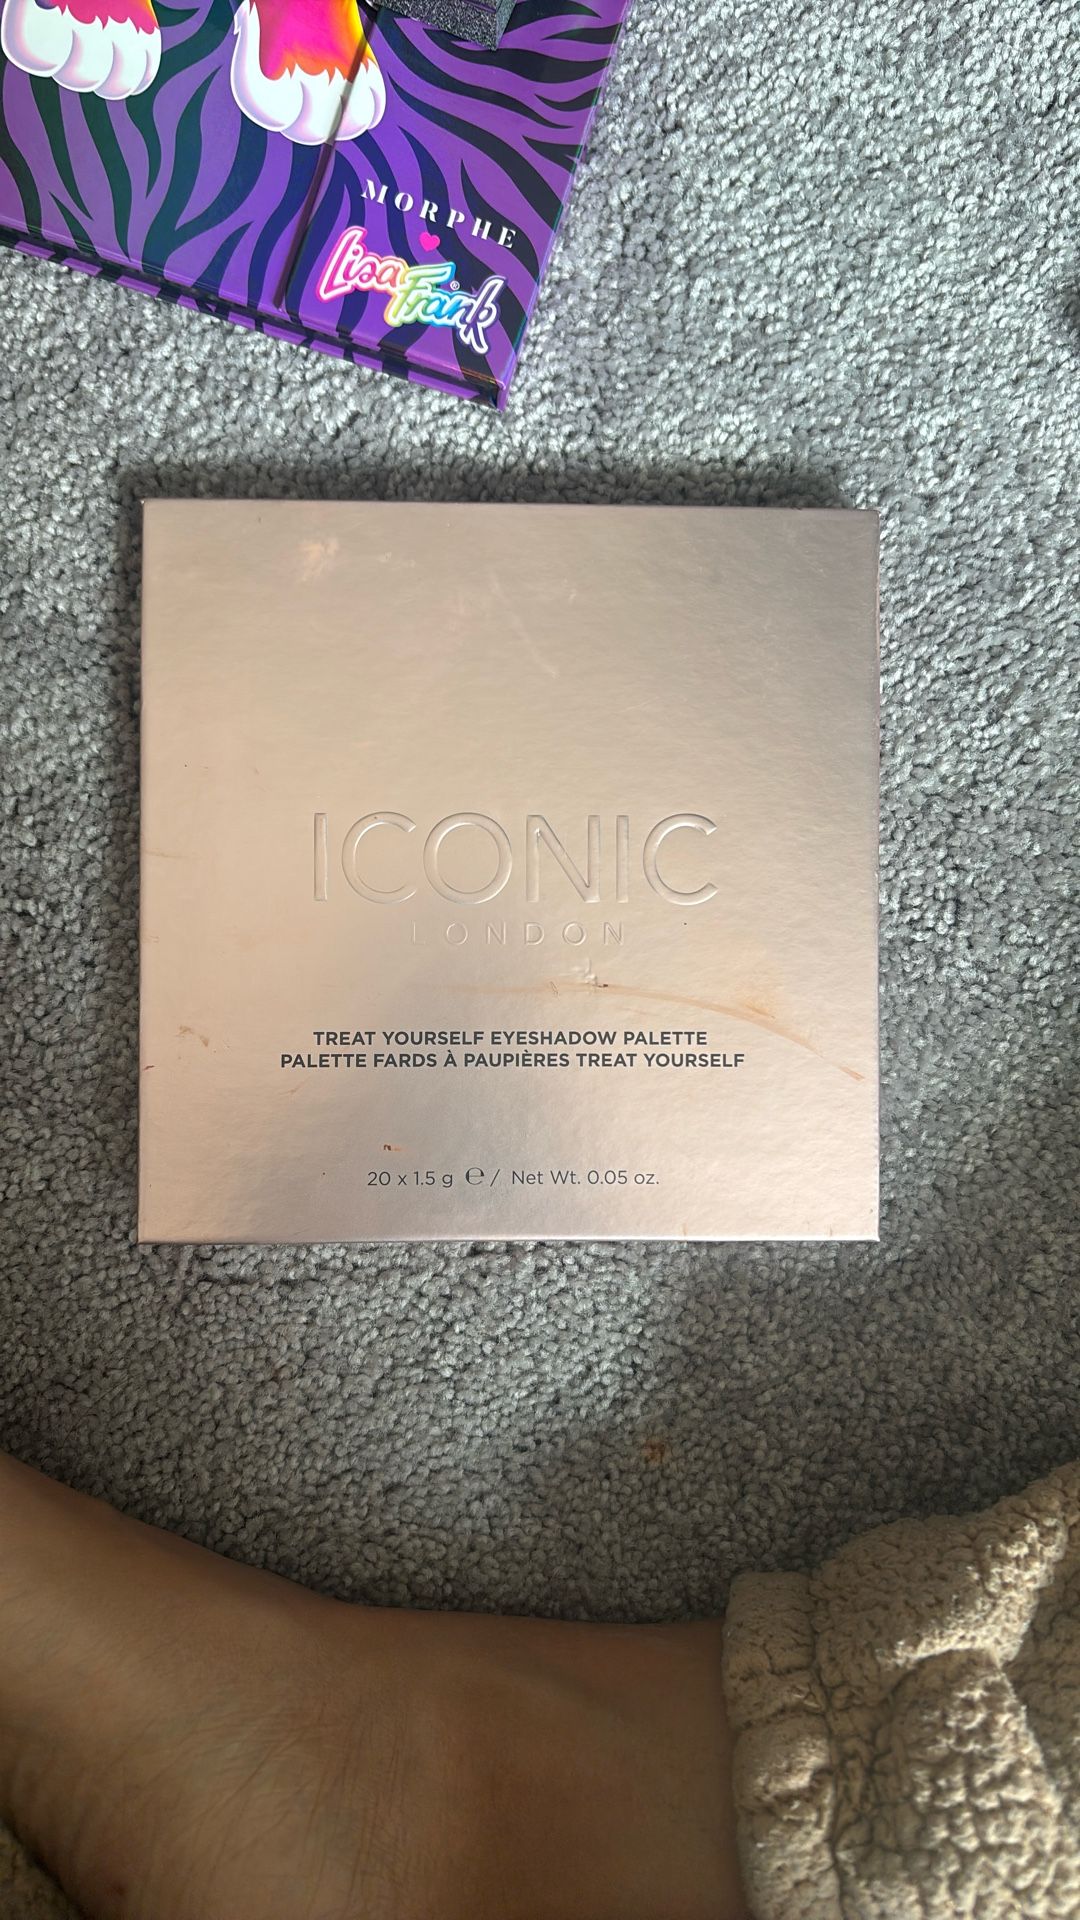 MORPHE
Lisa
Frank®
ICONIC
LONDON
TREAT YOURSELF EYESHADOW PALETTE
PALETTE FARDS À PAUPIÈRES TREAT YOURSELF
20 x 1.5 g ℮ / Net Wt. 0.05 oz.